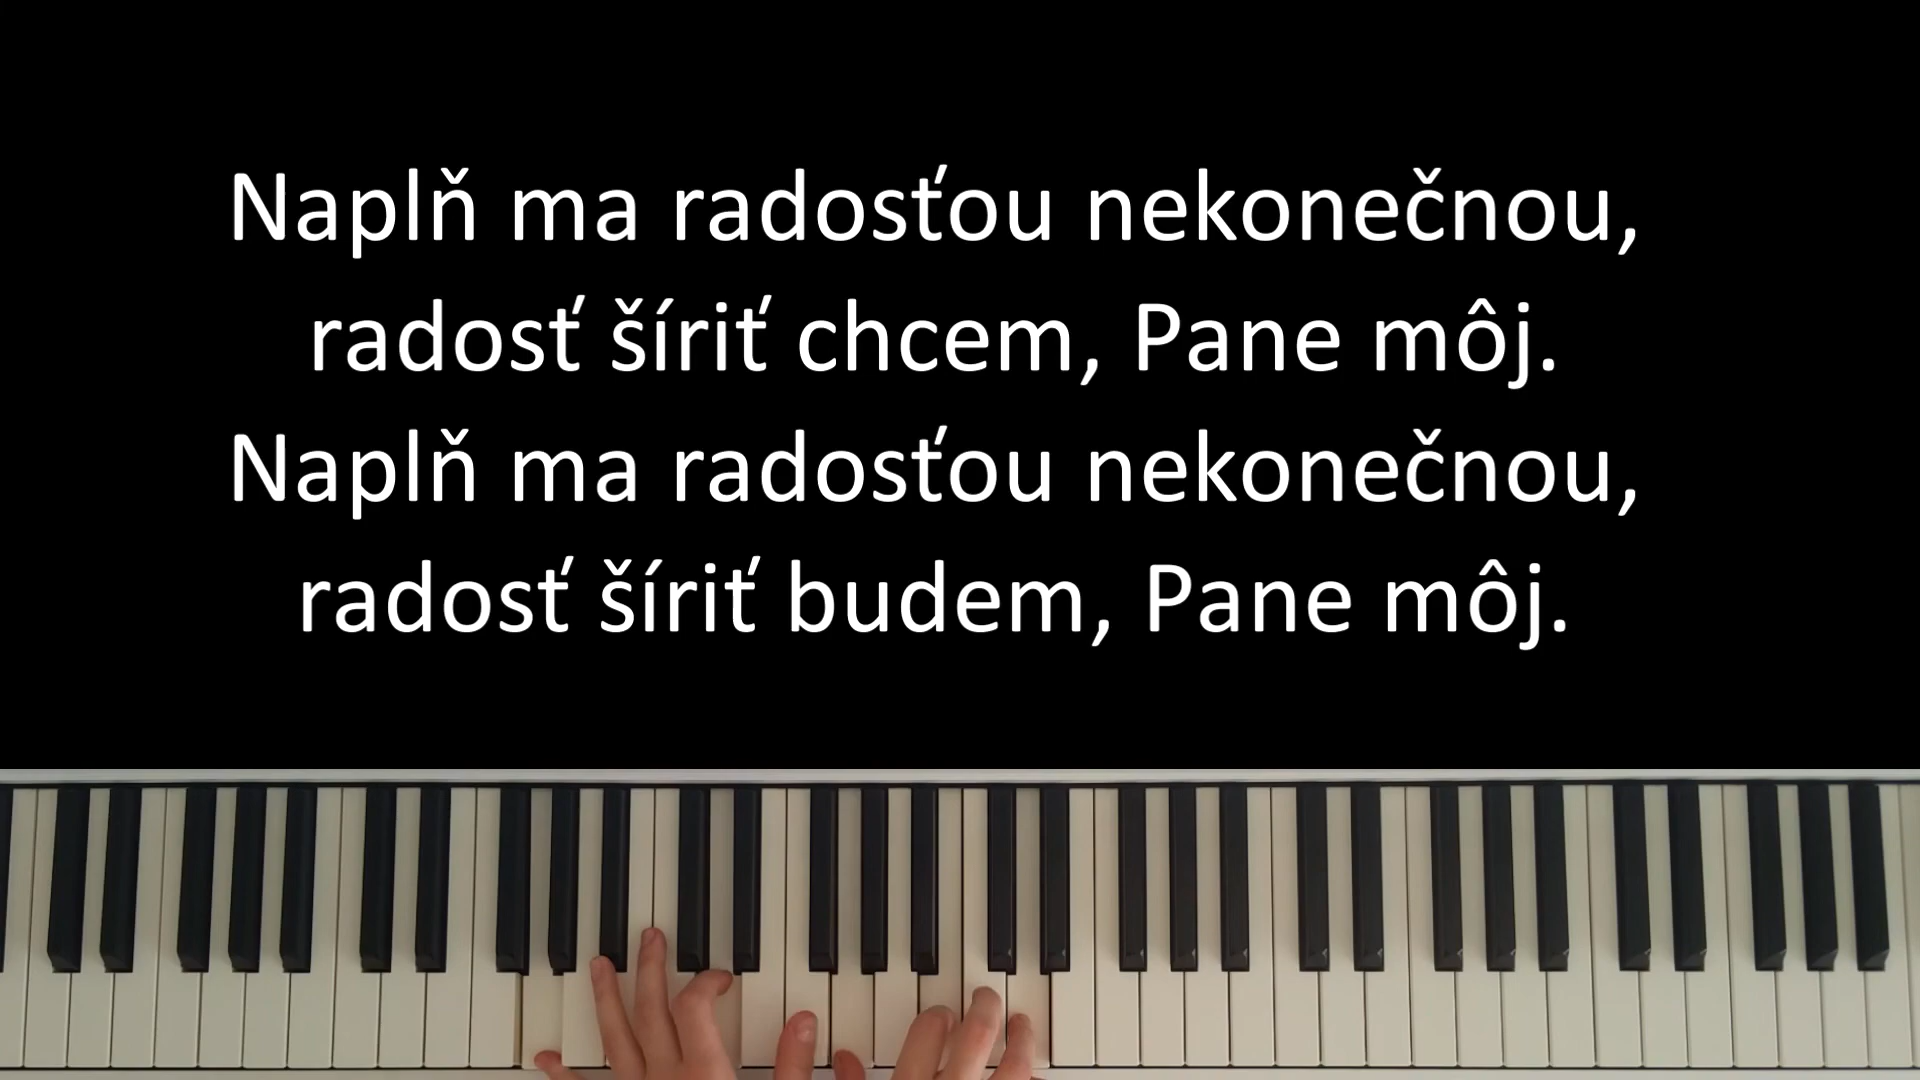 Naplň ma radosťou nekonečnou,
radosť šíriť chcem, Pane môj.
Naplň ma radosťou nekonečnou,
radosť šíriť budem, Pane môj.